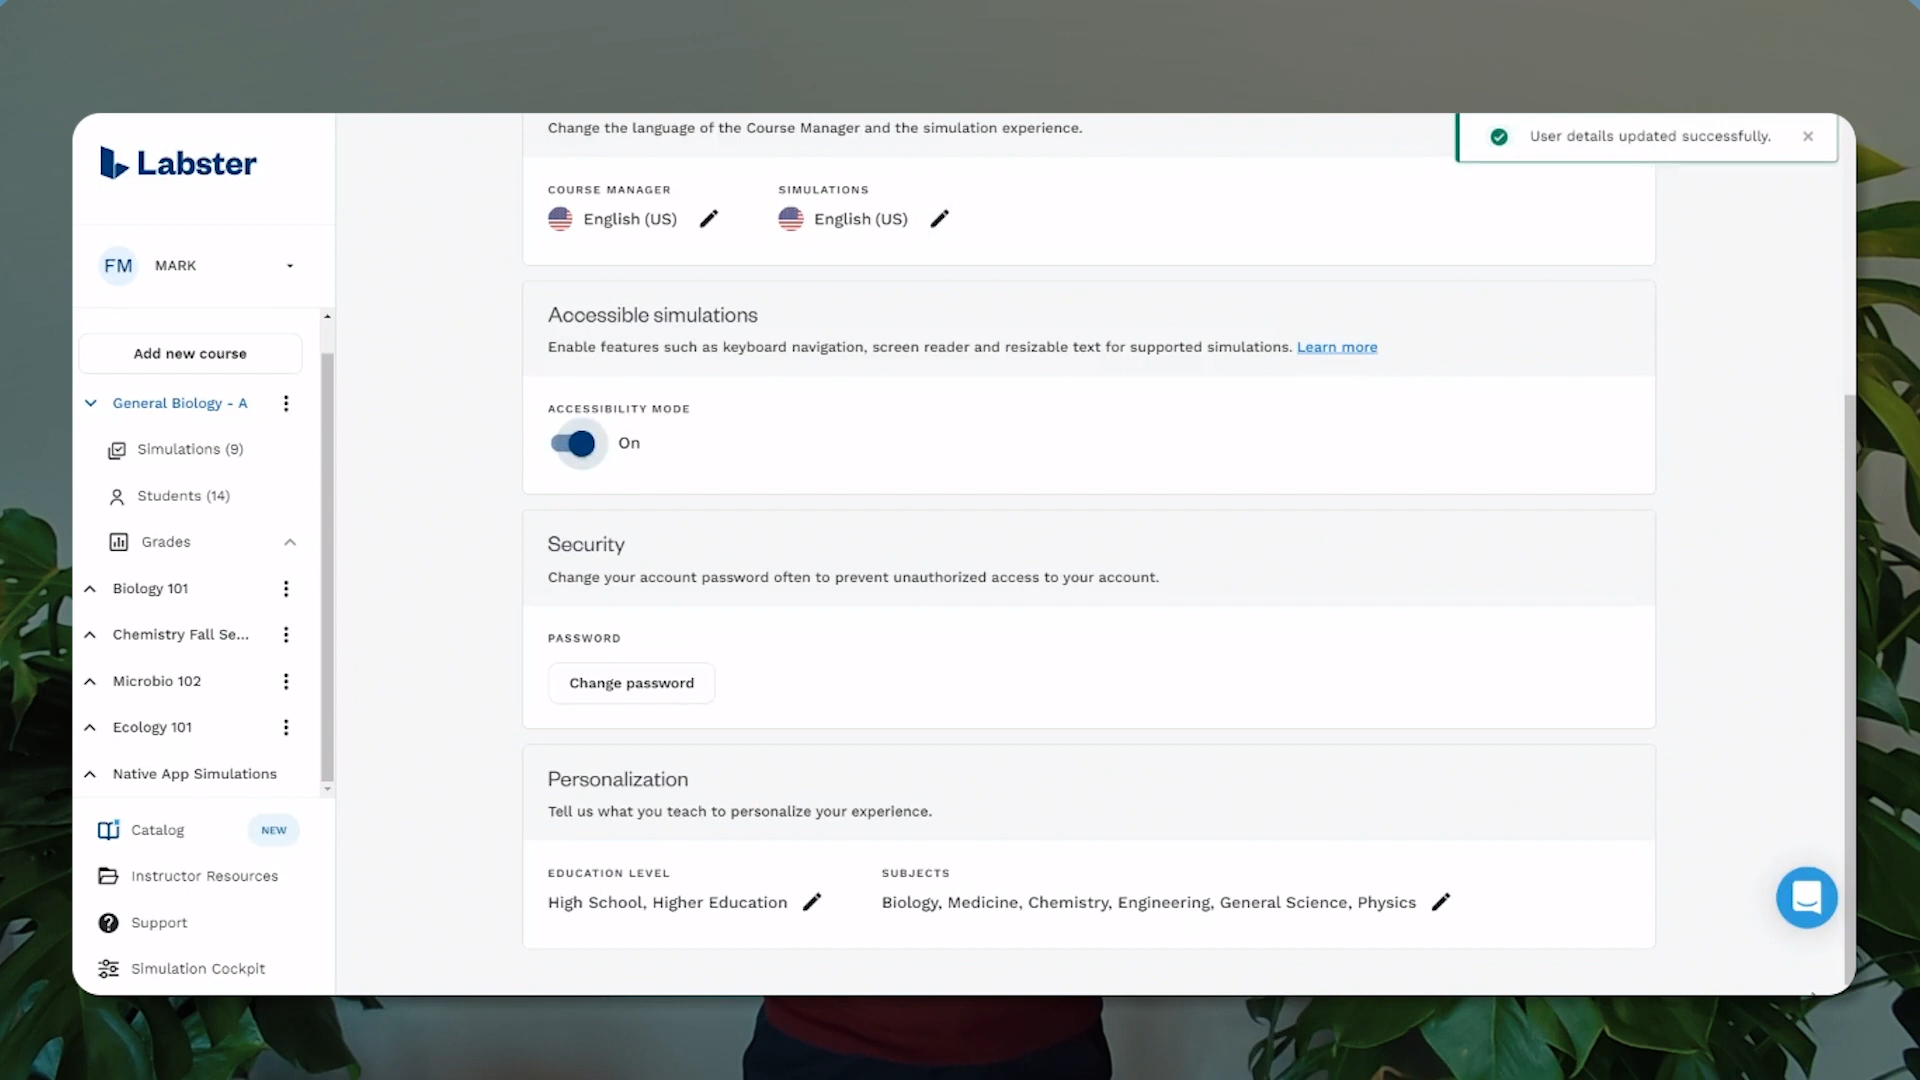 Labster
FM MARK
Add new course
General Biology - A
Simulations (9)
Students (14)
Grades
Biology 101
Chemistry Fall Se...
Microbio 102
Ecology 101
Native App Simulations
Catalog NEW
Instructor Resources
Support
Simulation Cockpit
Change the language of the Course Manager and the simulation experience.
User details updated successfully.
COURSE MANAGER SIMULATIONS
English (US) English (US)
Accessible simulations
Enable features such as keyboard navigation, screen reader and resizable text for supported simulations. Learn more
ACCESSIBILITY MODE
On
Security
Change your account password often to prevent unauthorized access to your account.
PASSWORD
Change password
Personalization
Tell us what you teach to personalize your experience.
EDUCATION LEVEL SUBJECTS
High School, Higher Education Biology, Medicine, Chemistry, Engineering, General Science, Physics